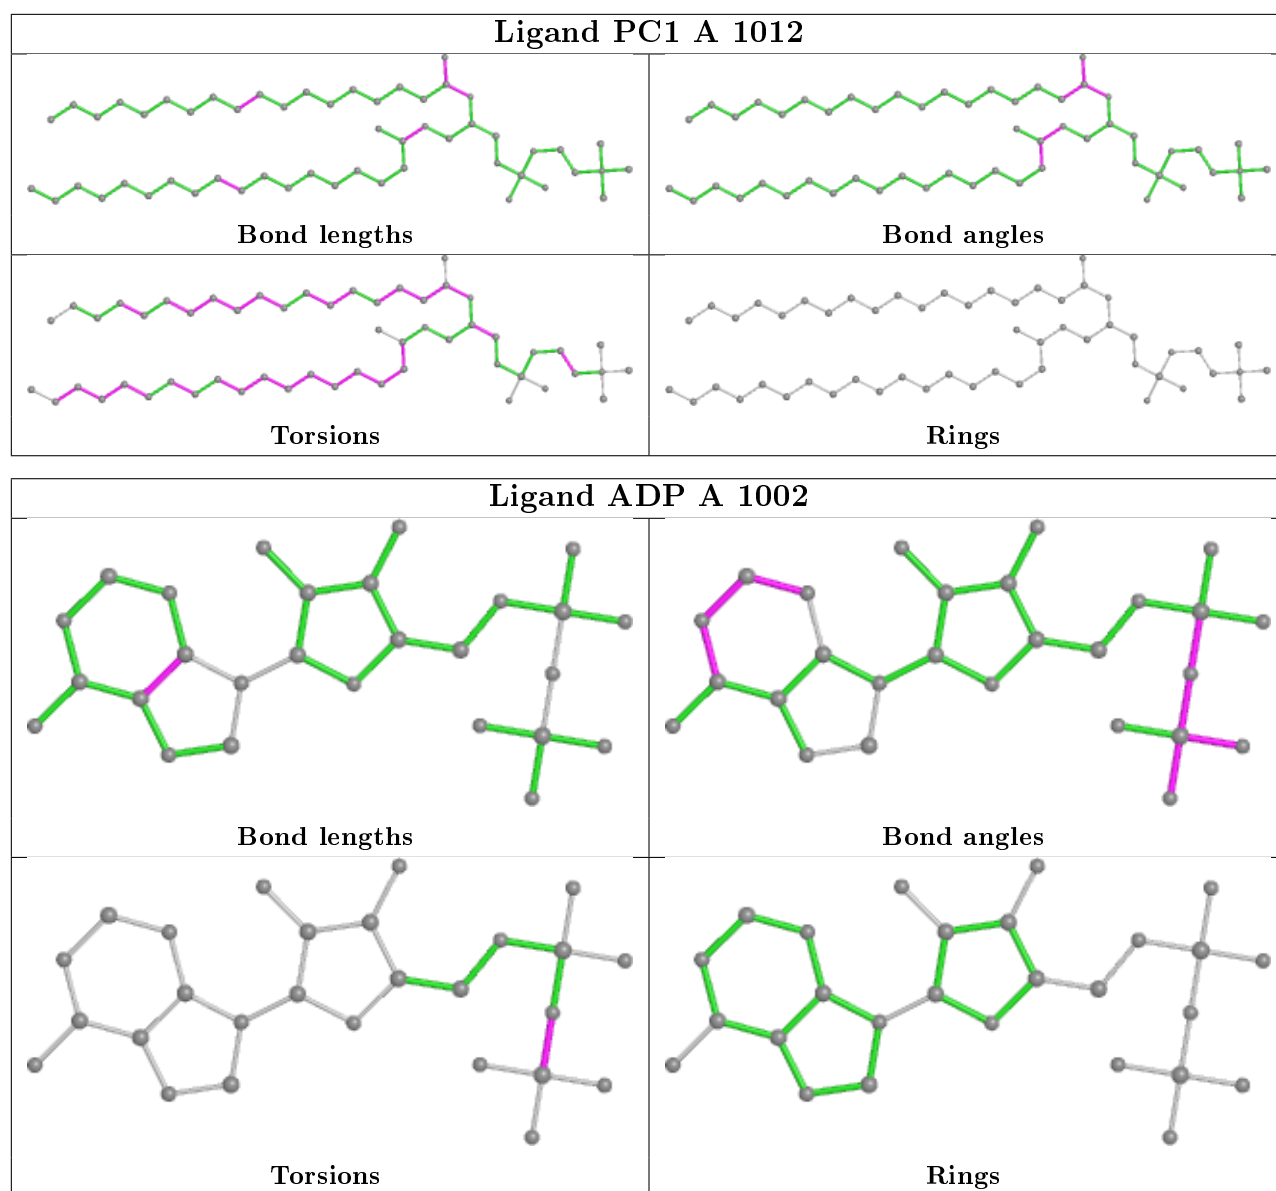 Ligand PC1 A 1012
Bond lengths
Bond angles
Torsions
Rings
Ligand ADP A 1002
Bond lengths
Bond angles
Torsions
Rings